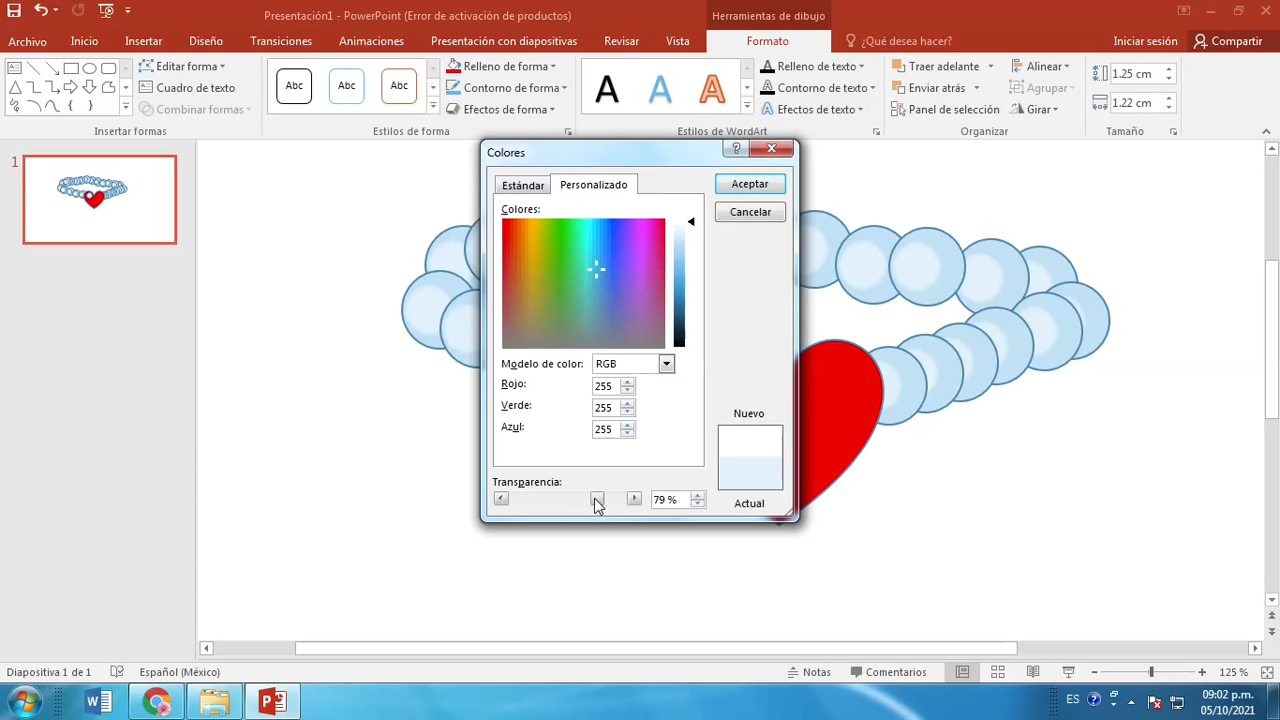 Presentación1 - PowerPoint (Error de activación de productos)
Herramientas de dibujo
Archivo Inicio Insertar Diseño Transiciones Animaciones Presentación con diapositivas Revisar Vista Formato ¿Qué desea hacer? Iniciar sesión Compartir
Editar forma
Cuadro de texto
Combinar formas
Insertar formas
Abc Abc Abc
Relleno de forma
Contorno de forma
Efectos de forma
Estilos de forma
A A A
Relleno de texto
Contorno de texto
Efectos de texto
Estilos de WordArt
Traer adelante
Enviar atrás
Panel de selección
Alinear
Agrupar
Girar
Organizar
1.25 cm
1.22 cm
Tamaño
1
Colores
Estándar Personalizado
Aceptar
Cancelar
Colores:
Modelo de color: RGB
Rojo: 255
Verde: 255
Azul: 255
Nuevo
Actual
Transparencia:
79 %
Diapositiva 1 de 1 Español (México) Notas Comentarios 125 %
ES 09:02 p.m.
05/10/2021